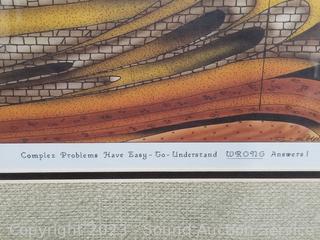 Complex Problems Have Easy-To-Understand WRONG Answers!
Copyright 2023 - Sound Auction Service